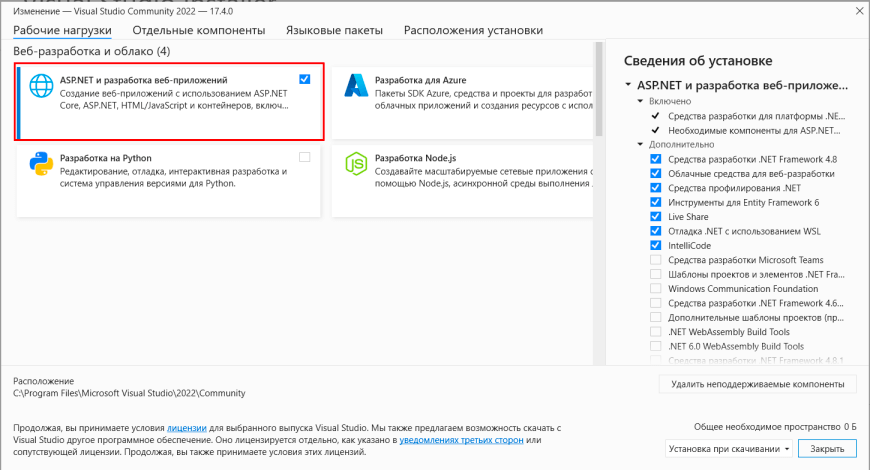 Изменение — Visual Studio Community 2022 — 17.4.0
Рабочие нагрузки Отдельные компоненты Языковые пакеты Расположения установки
Веб-разработка и облако (4)
ASP.NET и разработка веб-приложений
Создание веб-приложений с использованием ASP.NET
Core, ASP.NET, HTML/JavaScript и контейнеров, включ...
Разработка для Azure
Пакеты SDK Azure, средства и проекты для разработ
облачных приложений и создания ресурсов с испол
Разработка на Python
Редактирование, отладка, интерактивная разработка и
система управления версиями для Python.
Разработка Node.js
Создавайте масштабируемые сетевые приложения с
помощью Node.js, асинхронной среды выполнения .
Сведения об установке
ASP.NET и разработка веб-приложе...
Включено
Средства разработки для платформы .NE...
Необходимые компоненты для ASP.NET...
Дополнительно
Средства разработки .NET Framework 4.8
Облачные средства для веб-разработки
Средства профилирования .NET
Инструменты для Entity Framework 6
Live Share
Отладка .NET с использованием WSL
IntelliCode
Средства разработки Microsoft Teams
Шаблоны проектов и элементов .NET Fra...
Windows Communication Foundation
Средства разработки .NET Framework 4.6...
Дополнительные шаблоны проектов (пр...
.NET WebAssembly Build Tools
.NET 6.0 WebAssembly Build Tools
Средства разработки .NET Framework 4.8.1
Расположение
C:\Program Files\Microsoft Visual Studio\2022\Community
Удалить неподдерживаемые компоненты
Продолжая, вы принимаете условия лицензии для выбранного выпуска Visual Studio. Мы также предлагаем возможность скачать с
Visual Studio другое программное обеспечение. Оно лицензируется отдельно, как указано в уведомлениях третьих сторон или
сопутствующей лицензии. Продолжая, вы также принимаете условия этих лицензий.
Общее необходимое пространство 0 Б
Установка при скачивании Закрыть